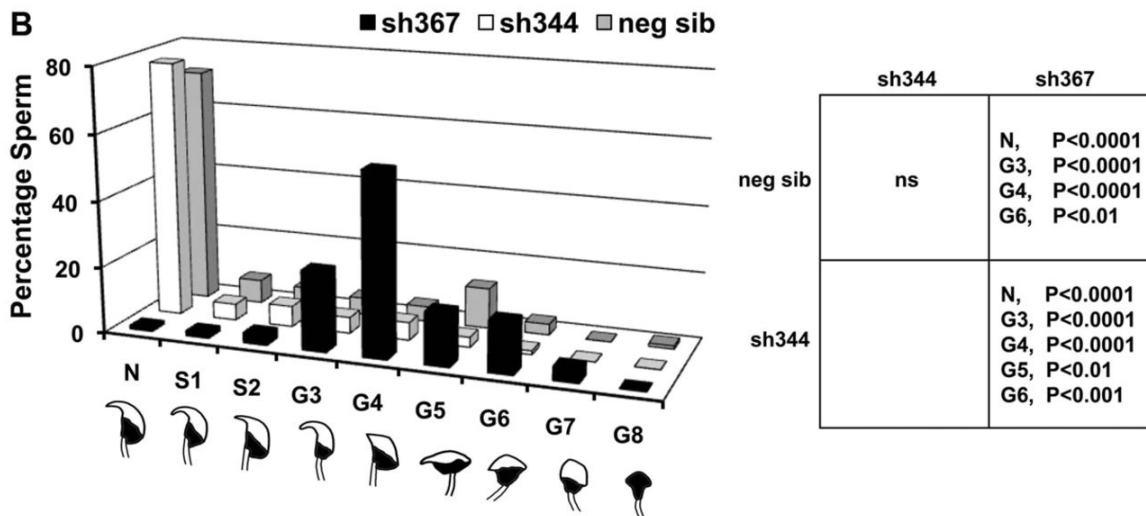 B
sh367 sh344 neg sib
Percentage Sperm
80
60
40
20
0
N S1 S2 G3 G4 G5 G6 G7 G8
sh344 sh367
neg sib
ns
N, P<0.0001
G3, P<0.0001
G4, P<0.0001
G6, P<0.01
sh344
N, P<0.0001
G3, P<0.0001
G4, P<0.0001
G5, P<0.01
G6, P<0.001